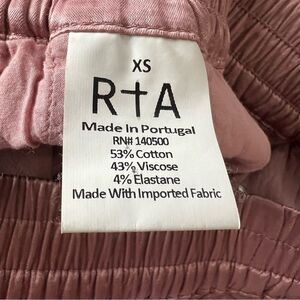 XS
R†A
Made In Portugal
RN# 140500
53% Cotton
43% Viscose
4% Elastane
Made With Imported Fabric